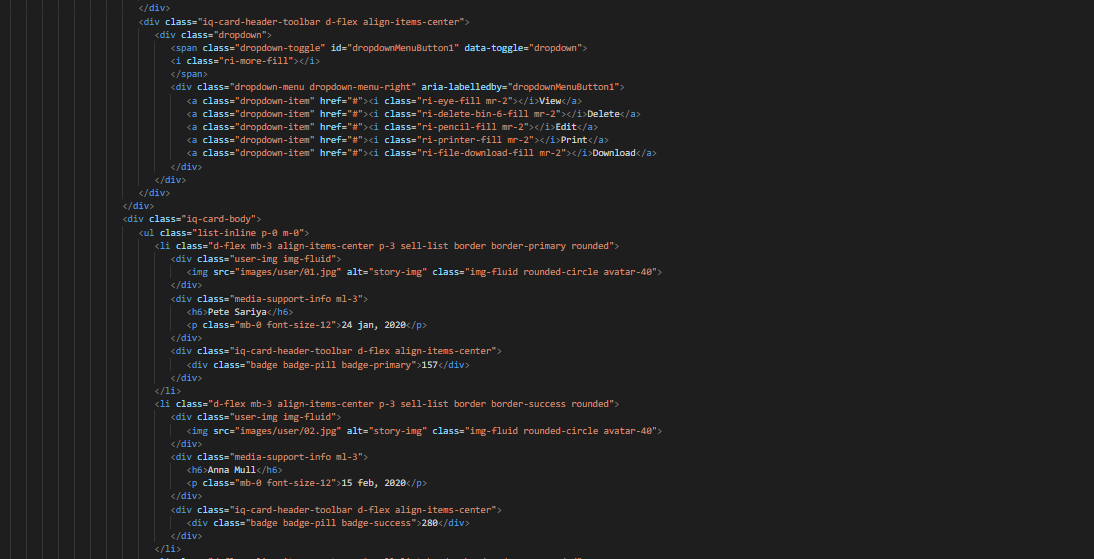 </div>
<div class="iq-card-header-toolbar d-flex align-items-center">
<div class="dropdown">
<span class="dropdown-toggle" id="dropdownMenuButton1" data-toggle="dropdown">
<i class="ri-more-fill"></i>
</span>
<div class="dropdown-menu dropdown-menu-right" aria-labelledby="dropdownMenuButton1">
<a class="dropdown-item" href="#"><i class="ri-eye-fill mr-2"></i>View</a>
<a class="dropdown-item" href="#"><i class="ri-delete-bin-6-fill mr-2"></i>Delete</a>
<a class="dropdown-item" href="#"><i class="ri-pencil-fill mr-2"></i>Edit</a>
<a class="dropdown-item" href="#"><i class="ri-printer-fill mr-2"></i>Print</a>
<a class="dropdown-item" href="#"><i class="ri-file-download-fill mr-2"></i>Download</a>
</div>
</div>
</div>
</div>
<div class="iq-card-body">
<ul class="list-inline p-0 m-0">
<li class="d-flex mb-3 align-items-center p-3 sell-list border border-primary rounded">
<div class="user-img img-fluid">
<img src="images/user/01.jpg" alt="story-img" class="img-fluid rounded-circle avatar-40">
</div>
<div class="media-support-info ml-3">
<h6>Pete Sariya</h6>
<p class="mb-0 font-size-12">24 jan, 2020</p>
</div>
<div class="iq-card-header-toolbar d-flex align-items-center">
<div class="badge badge-pill badge-primary">157</div>
</div>
</li>
<li class="d-flex mb-3 align-items-center p-3 sell-list border border-success rounded">
<div class="user-img img-fluid">
<img src="images/user/02.jpg" alt="story-img" class="img-fluid rounded-circle avatar-40">
</div>
<div class="media-support-info ml-3">
<h6>Anna Mull</h6>
<p class="mb-0 font-size-12">15 feb, 2020</p>
</div>
<div class="iq-card-header-toolbar d-flex align-items-center">
<div class="badge badge-pill badge-success">280</div>
</div>
</li>